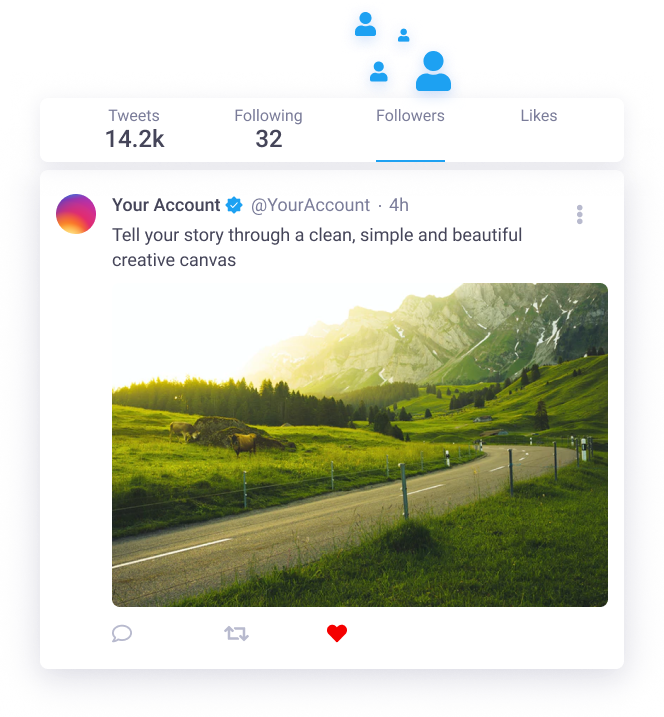 Tweets Following Followers Likes
14.2k 32
Your Account @YourAccount · 4h
Tell your story through a clean, simple and beautiful
creative canvas